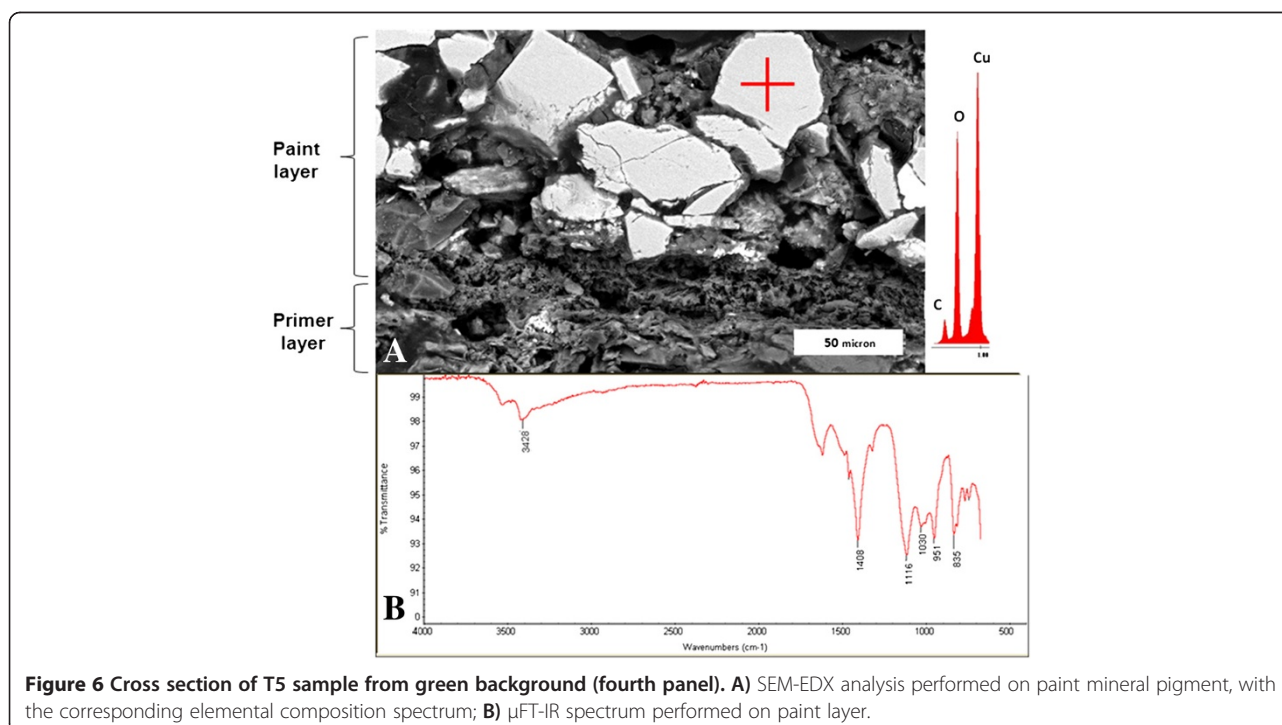 Cu
O
C
1.00
Paint
layer
Primer
layer
A
50 micron
99
98
97
96
95
94
93
92
91
0
%Transmittance
3428
1408
1116
1030
951
835
B
4000
3500
3000
2500
2000
1500
1000
500
Wavenumbers (cm-1)
Figure 6 Cross section of T5 sample from green background (fourth panel). A) SEM-EDX analysis performed on paint mineral pigment, with
the corresponding elemental composition spectrum; B) μFT-IR spectrum performed on paint layer.